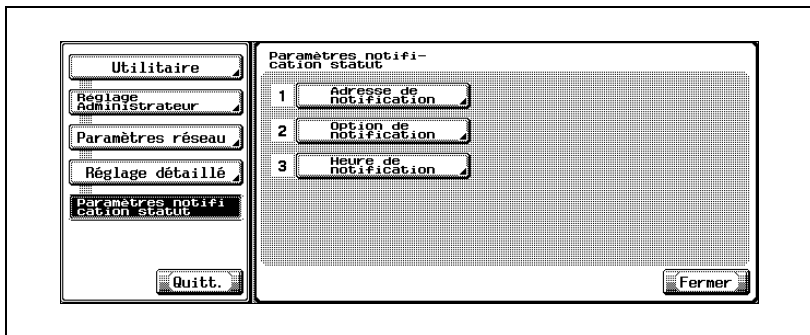 Utilitaire
Réglage
Administrateur
Paramètres réseau
Réglage détaillé
Paramètres notifi
cation statut
Quitt.
Paramètres notifi-
cation statut
1 Adresse de
notification
2 Option de
notification
3 Heure de
notification
Fermer